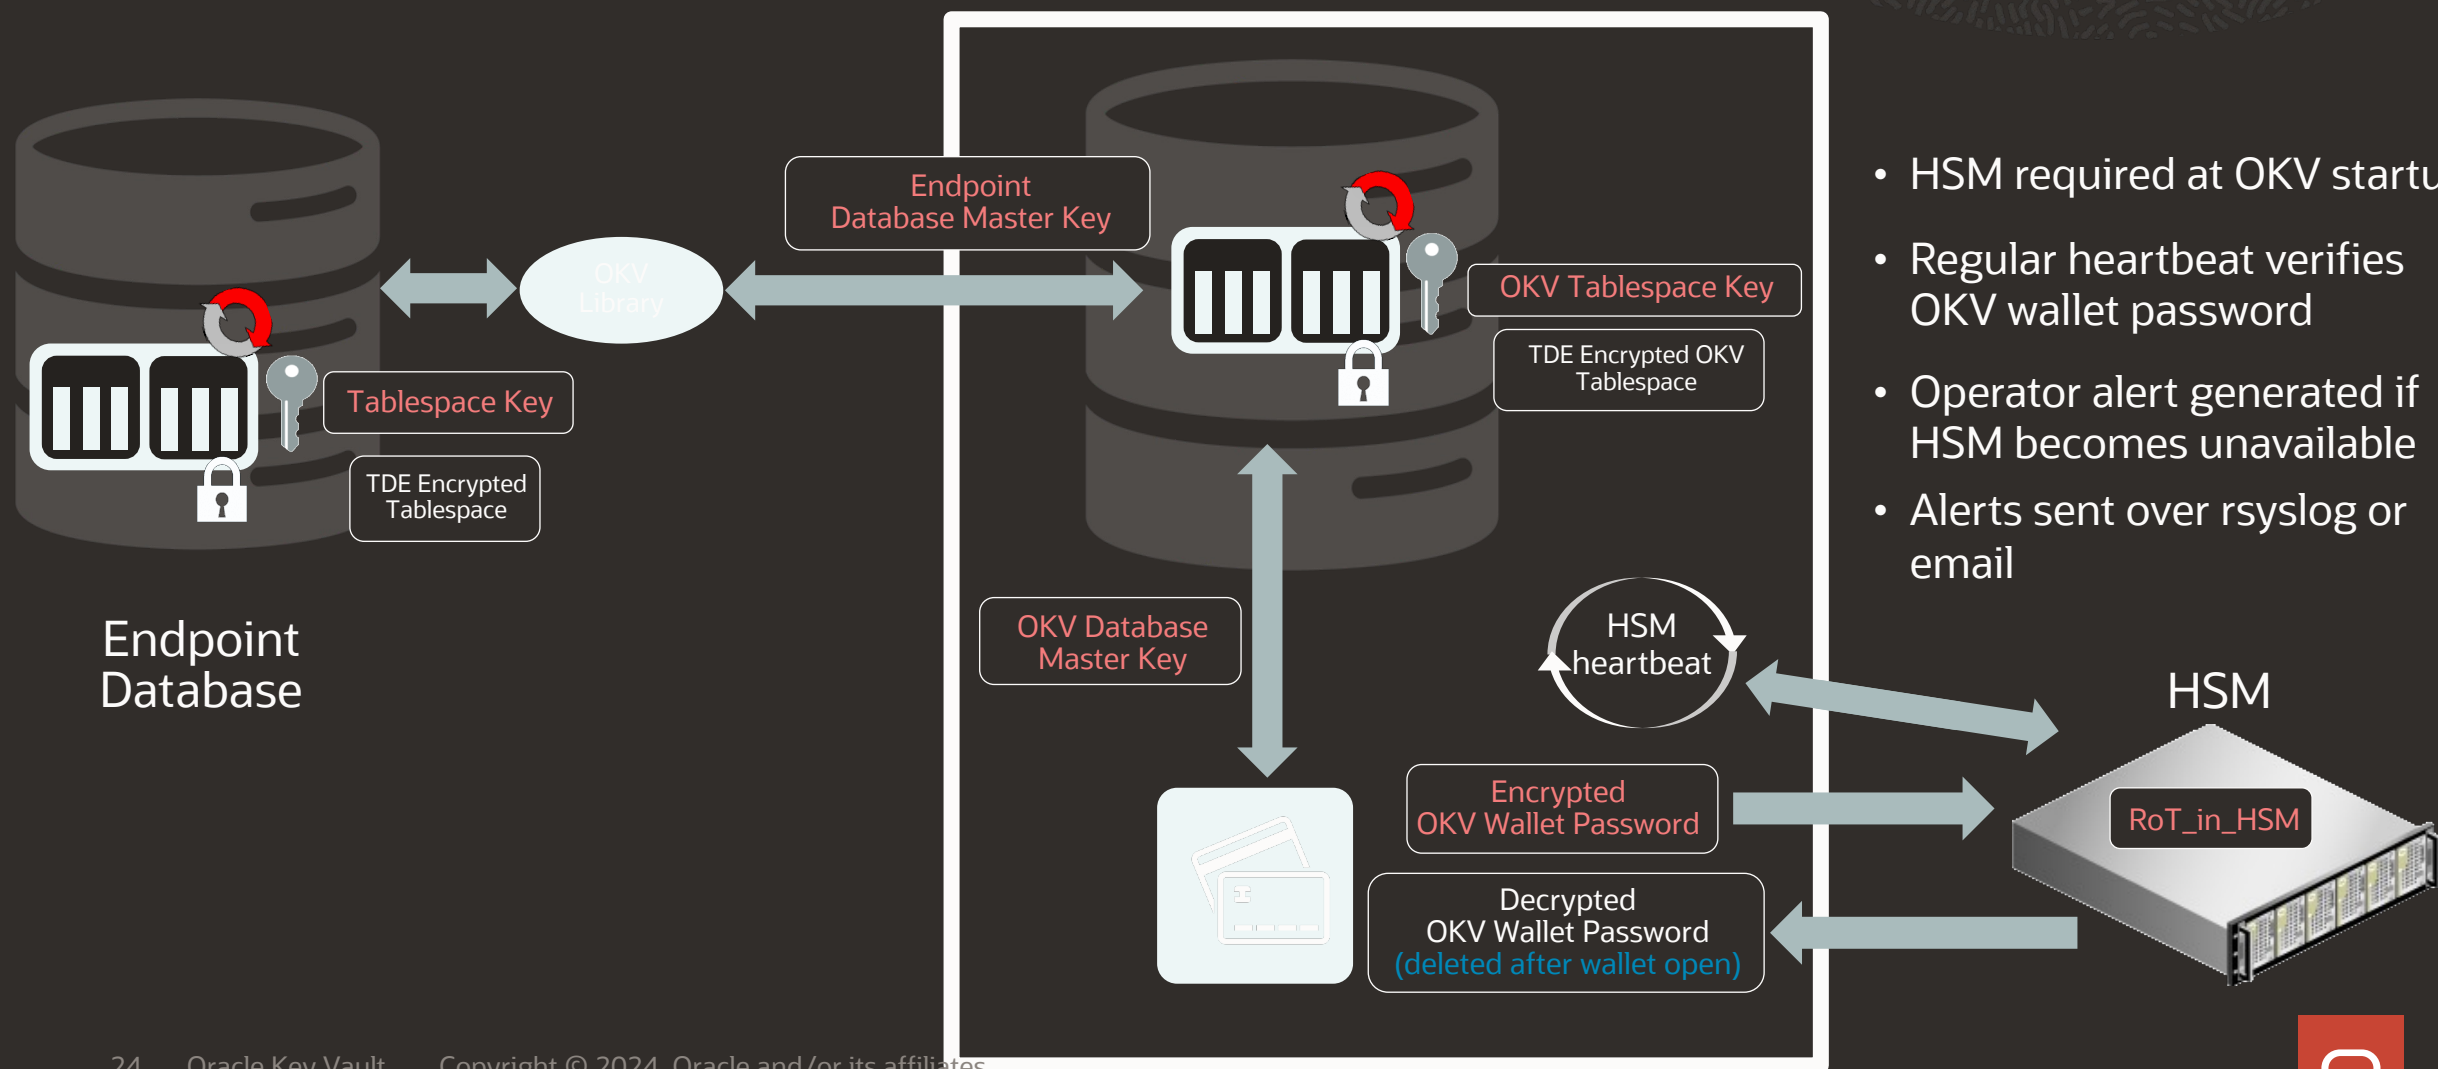 Endpoint
Database Master Key
OKV
Library
OKV Tablespace Key
TDE Encrypted OKV
Tablespace
Tablespace Key
TDE Encrypted
Tablespace
Endpoint
Database
OKV Database
Master Key
HSM
heartbeat
Encrypted
OKV Wallet Password
Decrypted
OKV Wallet Password
(deleted after wallet open)
• HSM required at OKV startu
• Regular heartbeat verifies
OKV wallet password
• Operator alert generated if
HSM becomes unavailable
• Alerts sent over rsyslog or
email
HSM
RoT_in_HSM
24 Oracle Key Vault Copyright © 2024, Oracle and/or its affiliates